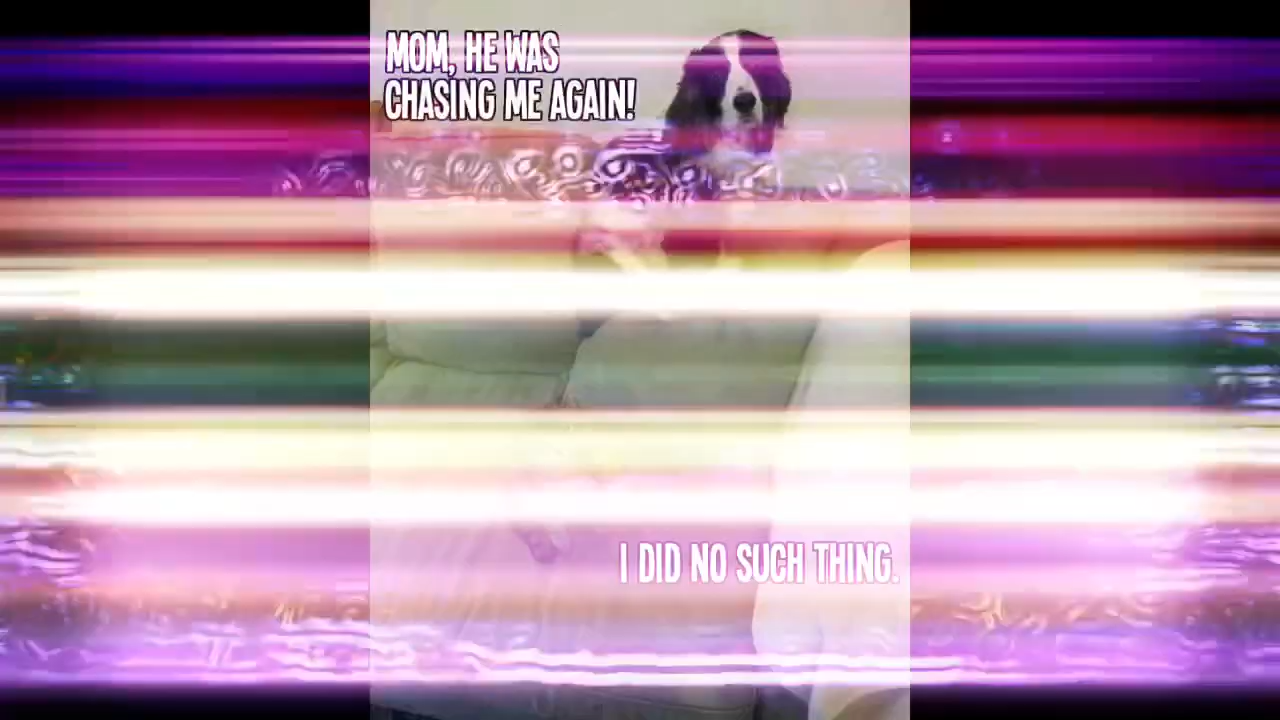 MOM, HE WAS
CHASING ME AGAIN!
I DID NO SUCH THING.